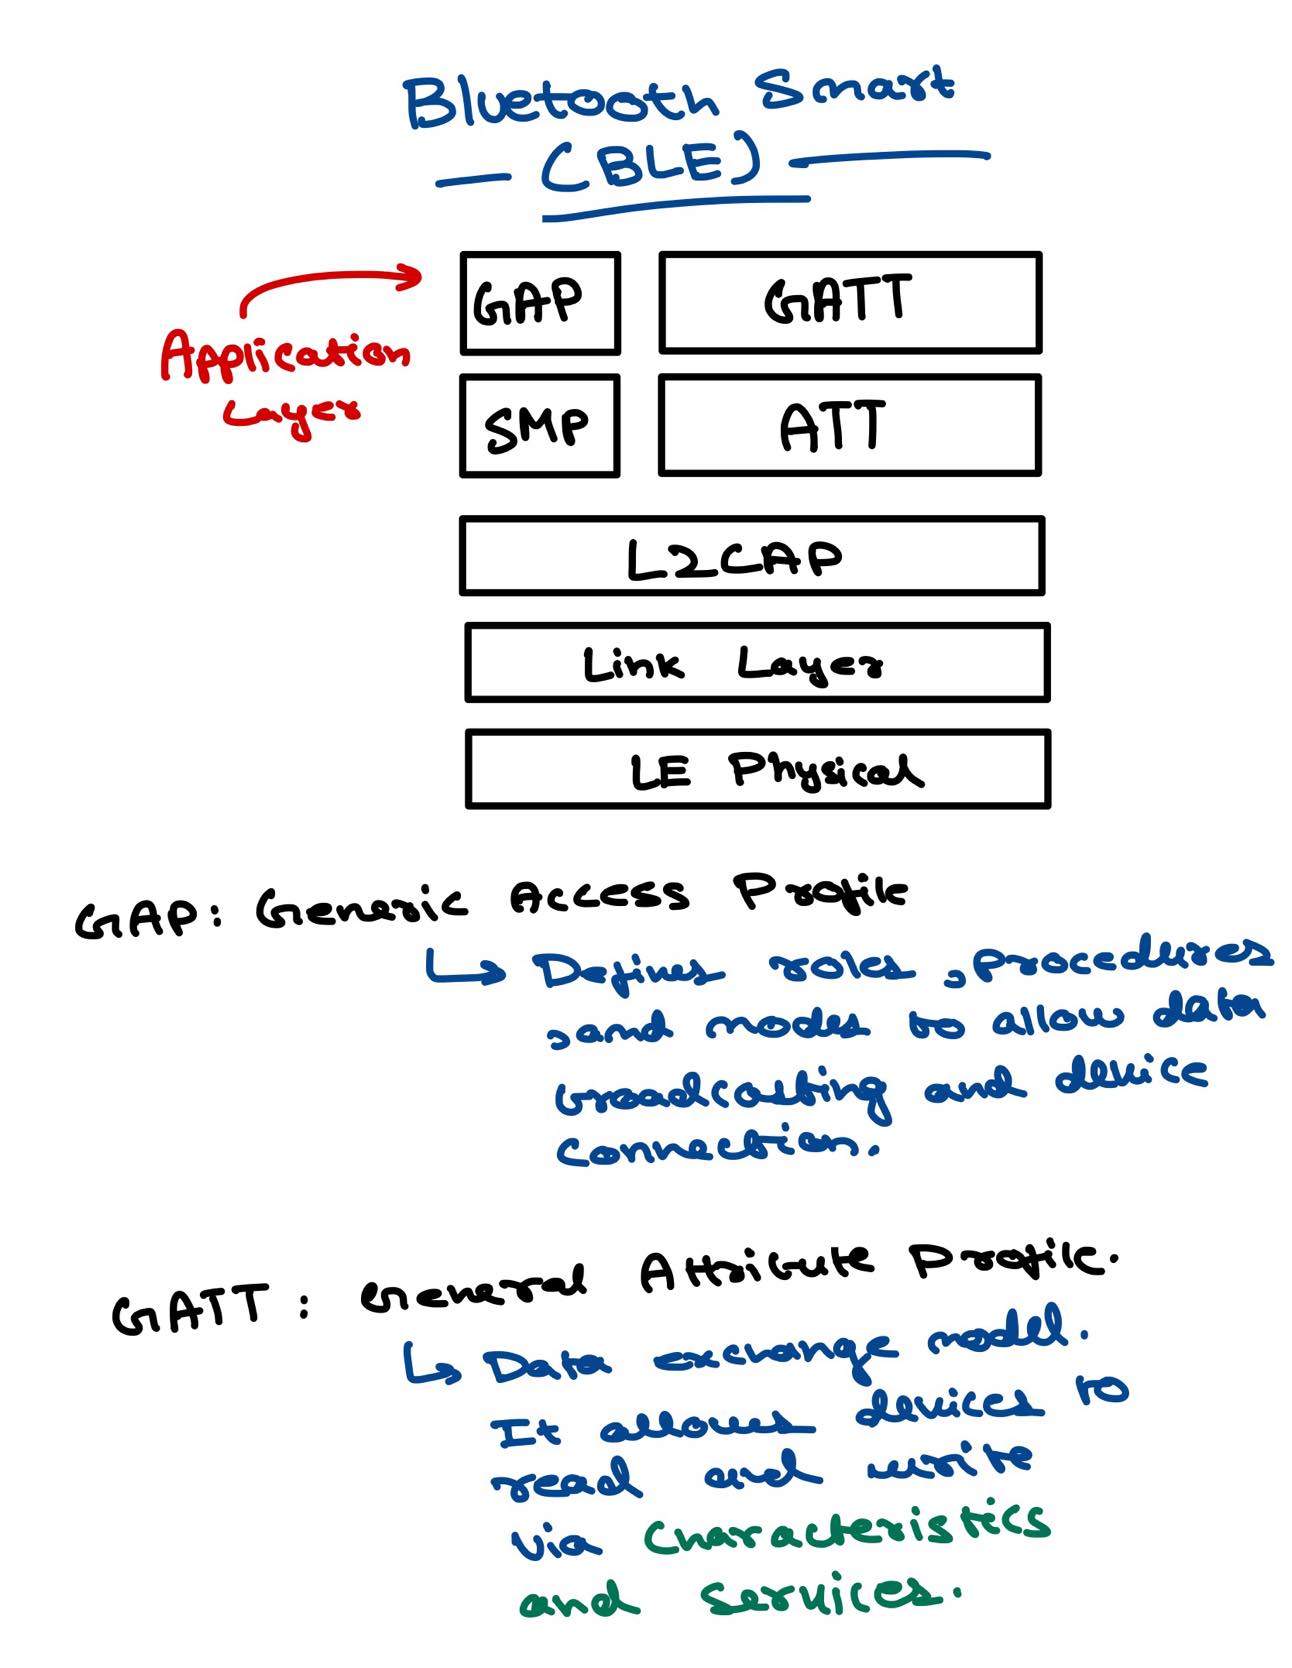 Bluetooth Smart
(BLE)
Application
Layer
GAP GATT
SMP ATT
L2CAP
Link Layer
LE Physical
GAP: Generic Access Profile
↳ Defines roles, procedures
, and modes to allow data
broadcasting and device
connection.
GATT: General Attribute Profile.
↳ Data exchange model.
It allows devices to
read and write
via Characteristics
and Services.